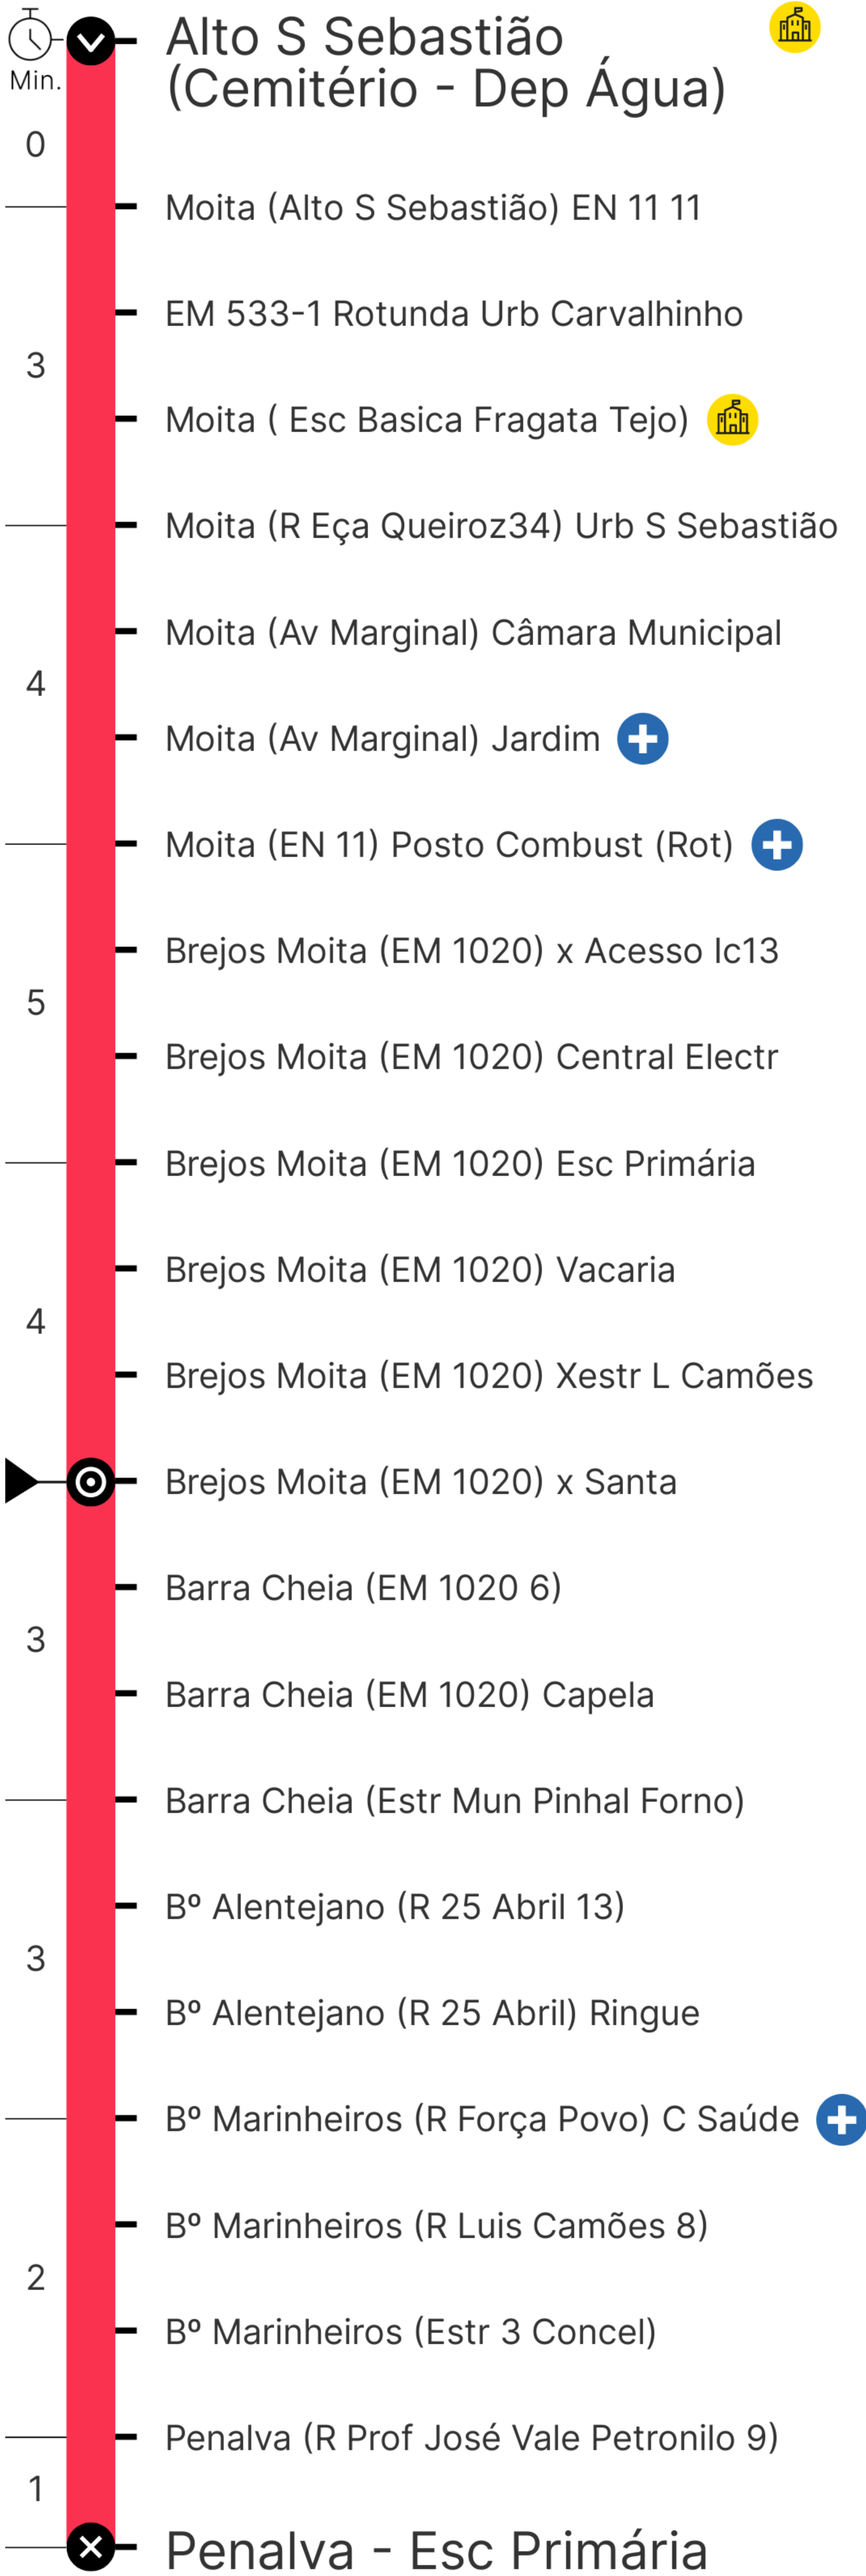 Alto S Sebastião
(Cemitério - Dep Água)
Min.
0
Moita (Alto S Sebastião) EN 11 11
EM 533-1 Rotunda Urb Carvalhinho
3
Moita ( Esc Basica Fragata Tejo)
Moita (R Eça Queiroz34) Urb S Sebastião
Moita (Av Marginal) Câmara Municipal
4
Moita (Av Marginal) Jardim
Moita (EN 11) Posto Combust (Rot)
Brejos Moita (EM 1020) x Acesso Ic13
5
Brejos Moita (EM 1020) Central Electr
Brejos Moita (EM 1020) Esc Primária
Brejos Moita (EM 1020) Vacaria
4
Brejos Moita (EM 1020) Xestr L Camões
Brejos Moita (EM 1020) x Santa
Barra Cheia (EM 1020 6)
3
Barra Cheia (EM 1020) Capela
Barra Cheia (Estr Mun Pinhal Forno)
Bº Alentejano (R 25 Abril 13)
3
Bº Alentejano (R 25 Abril) Ringue
Bº Marinheiros (R Força Povo) C Saúde
Bº Marinheiros (R Luis Camões 8)
2
Bº Marinheiros (Estr 3 Concel)
Penalva (R Prof José Vale Petronilo 9)
1
Penalva - Esc Primária